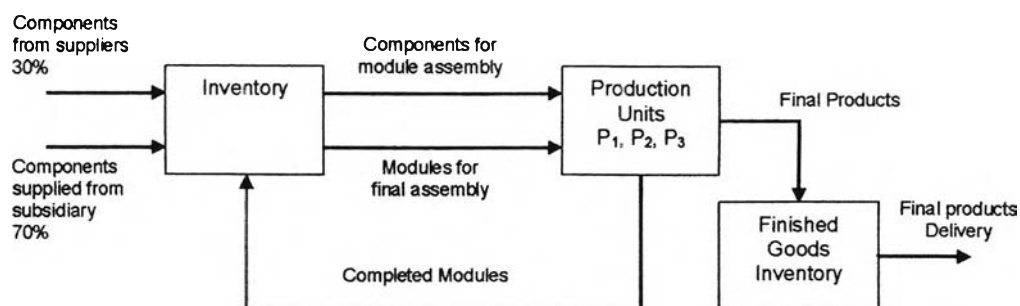 Components
from suppliers
30%
Components
supplied from
subsidiary
70%
Inventory
Components for
module assembly
Modules for
final assembly
Completed Modules
Production
Units
P₁, P₂, P₃
Final Products
Finished
Goods
Inventory
Final products
Delivery